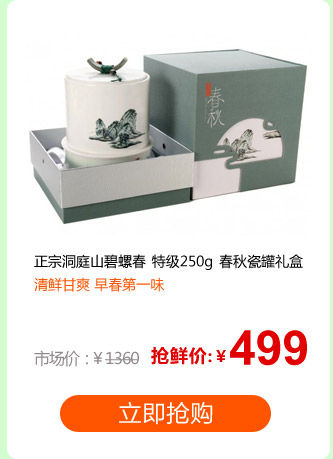 春秋
正宗洞庭山碧螺春 特级250g 春秋瓷罐礼盒
清鲜甘爽 早春第一味
市场价：¥1360 抢鲜价:¥499
立即抢购